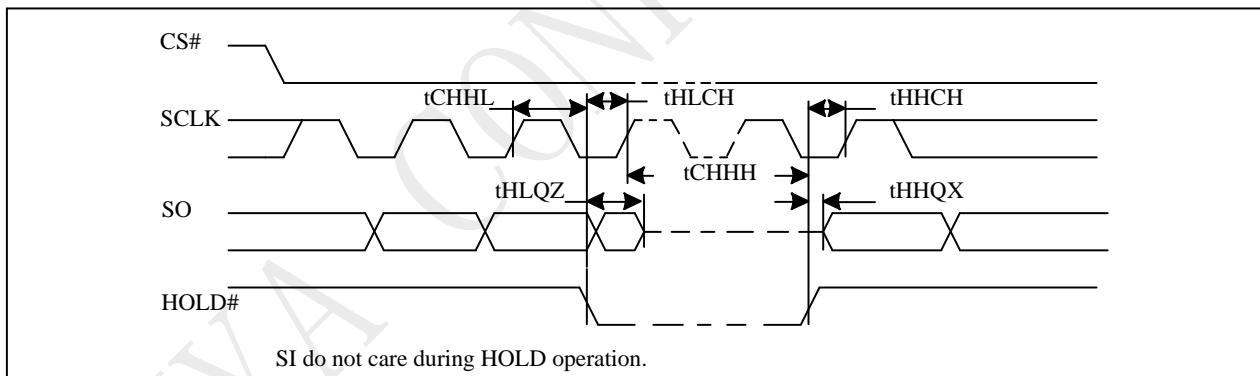 CS#
tCHHL
tHLCH
tHHCH
SCLK
tCHHH
tHLQZ
tHHQX
SO
HOLD#
SI do not care during HOLD operation.